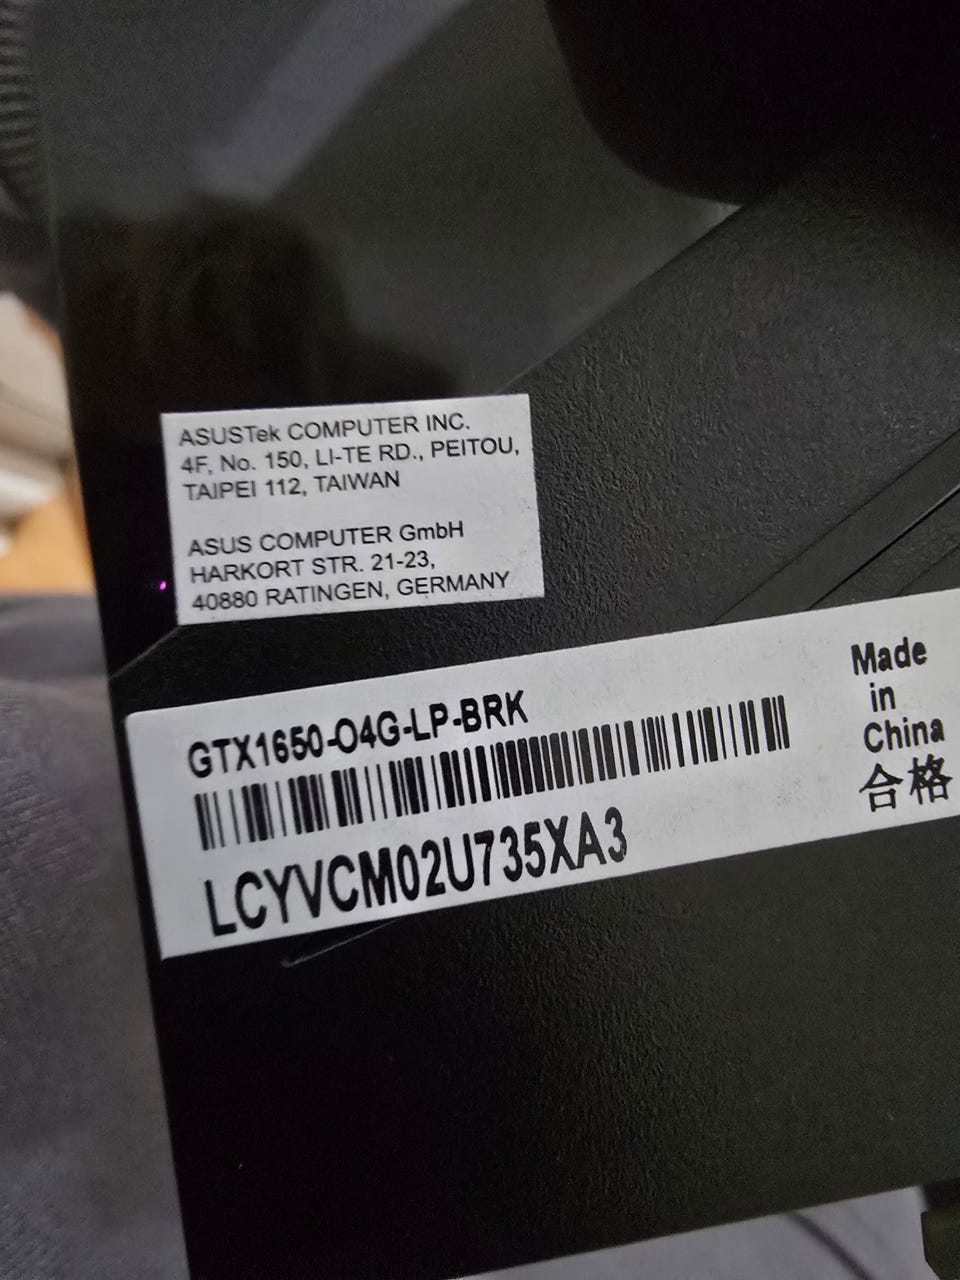 ASUSTek COMPUTER INC.
4F, No. 150, LI-TE RD., PEITOU,
TAIPEI 112, TAIWAN
ASUS COMPUTER GmbH
HARKORT STR. 21-23,
40880 RATINGEN, GERMANY
GTX1650-O4G-LP-BRK
LCYVCM02U735XA3
Made
in
China
合格